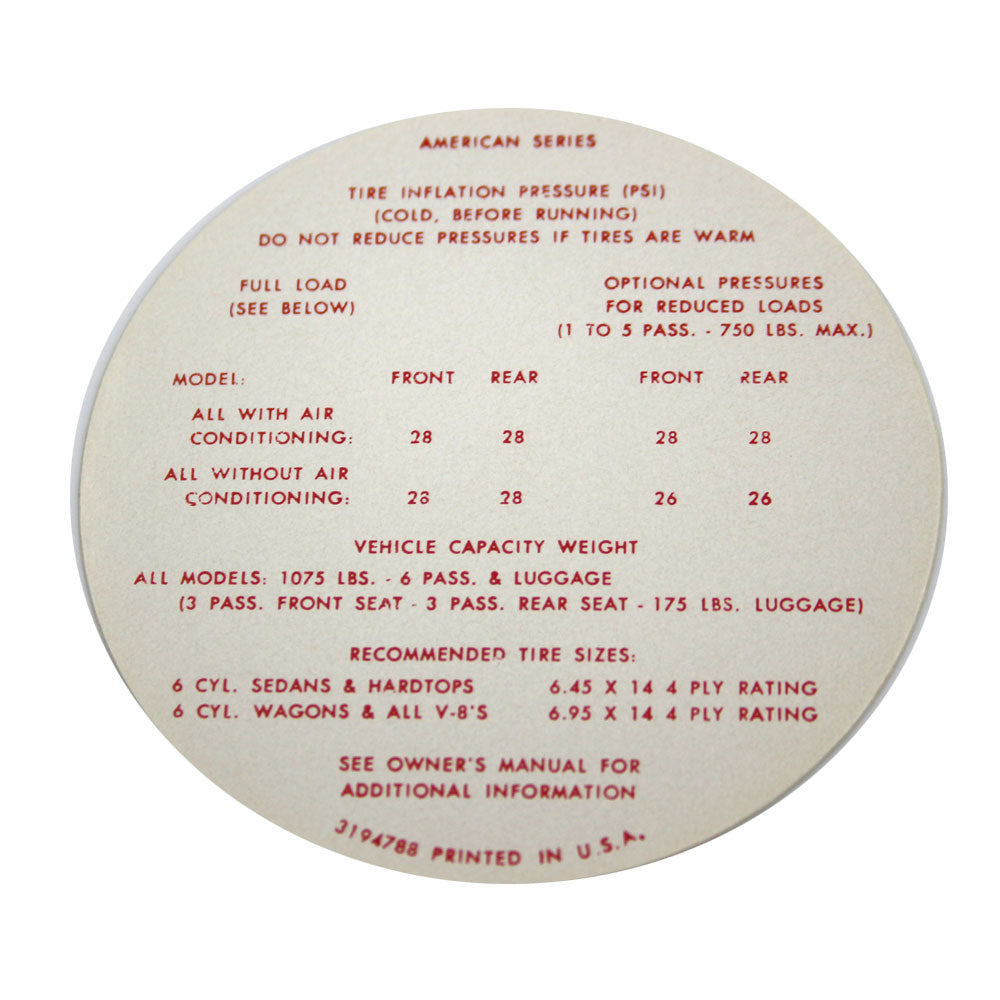 AMERICAN SERIES
TIRE INFLATION PRESSURE (PSI)
(COLD, BEFORE RUNNING)
DO NOT REDUCE PRESSURES IF TIRES ARE WARM
FULL LOAD OPTIONAL PRESSURES
(SEE BELOW) FOR REDUCED LOADS
(1 TO 5 PASS. - 750 LBS. MAX.)
MODEL: FRONT REAR FRONT REAR
ALL WITH AIR
CONDITIONING: 28 28 28 28
ALL WITHOUT AIR
CONDITIONING: 28 28 26 26
VEHICLE CAPACITY WEIGHT
ALL MODELS: 1075 LBS. - 6 PASS. & LUGGAGE
(3 PASS. FRONT SEAT - 3 PASS. REAR SEAT - 175 LBS. LUGGAGE)
RECOMMENDED TIRE SIZES:
6 CYL. SEDANS & HARDTOPS 6.45 X 14 4 PLY RATING
6 CYL. WAGONS & ALL V-8'S 6.95 X 14 4 PLY RATING
SEE OWNER'S MANUAL FOR
ADDITIONAL INFORMATION
3194788 PRINTED IN U.S.A.